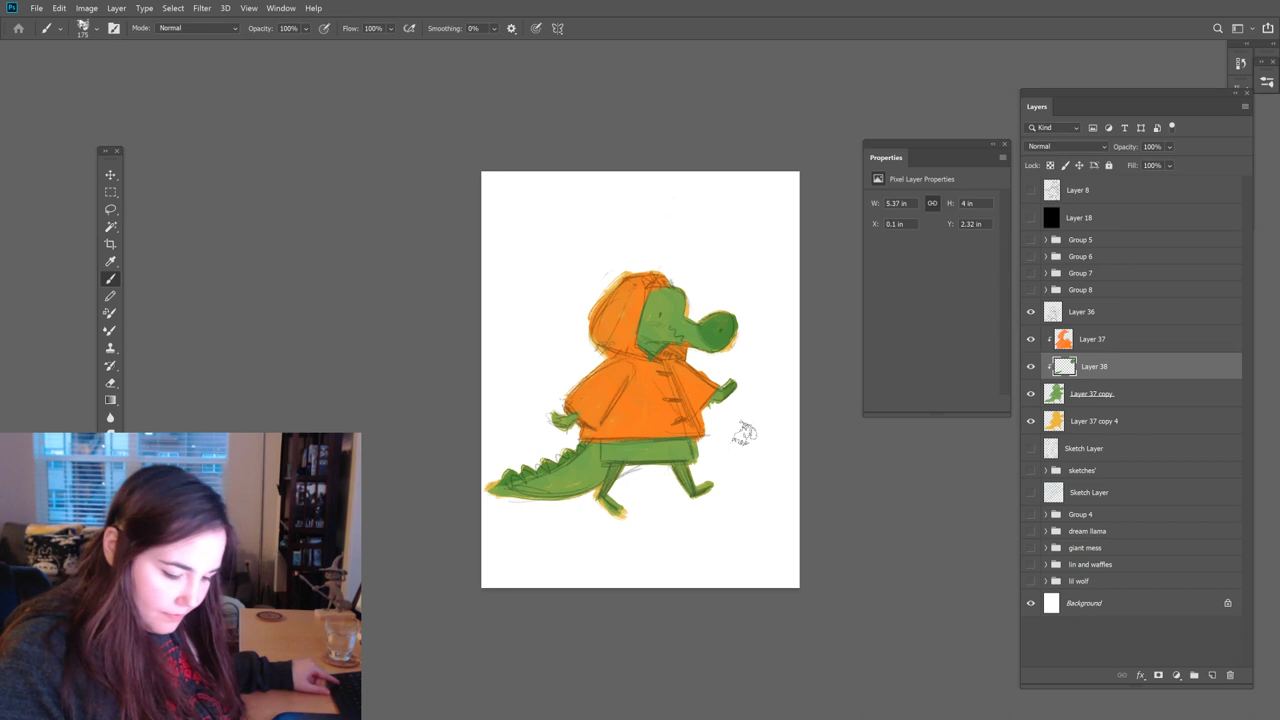 Ps File Edit Image Layer Type Select Filter 3D View Window Help
175 Mode: Normal Opacity: 100% Flow: 100% Smoothing: 0%
Layers
Kind
Normal Opacity: 100%
Lock: Fill: 100%
Layer 8
Layer 18
Group 5
Group 6
Group 7
Group 8
Layer 36
Layer 37
Layer 38
Layer 37 copy
Layer 37 copy 4
Sketch Layer
sketches'
Sketch Layer
Group 4
dream llama
giant mess
lin and waffles
lil wolf
Background
fx
Properties
Pixel Layer Properties
W: 5.37 in H: 4 in
X: 0.1 in Y: 2.32 in